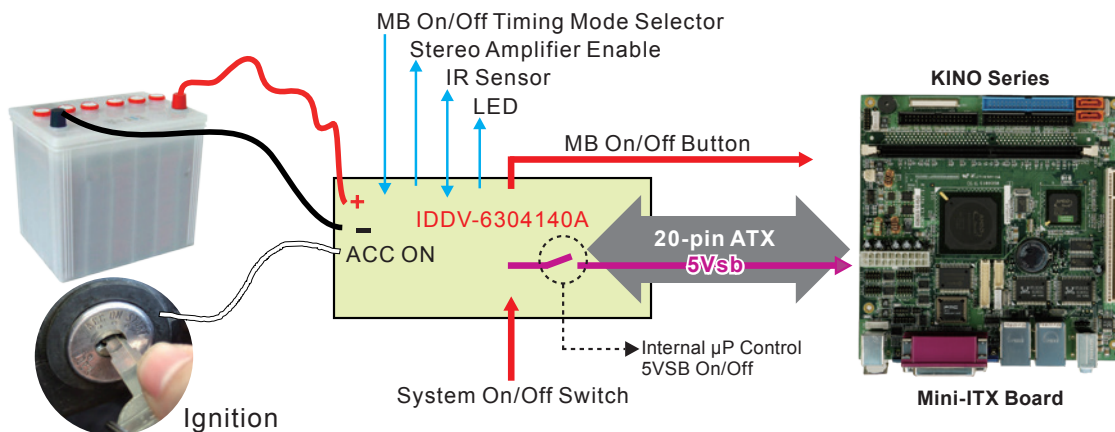 MB On/Off Timing Mode Selector
Stereo Amplifier Enable
IR Sensor
LED
KINO Series
MB On/Off Button
+
IDDV-6304140A
−
ACC ON
20-pin ATX
5Vsb
Internal µP Control
5VSB On/Off
System On/Off Switch
Ignition
Mini-ITX Board